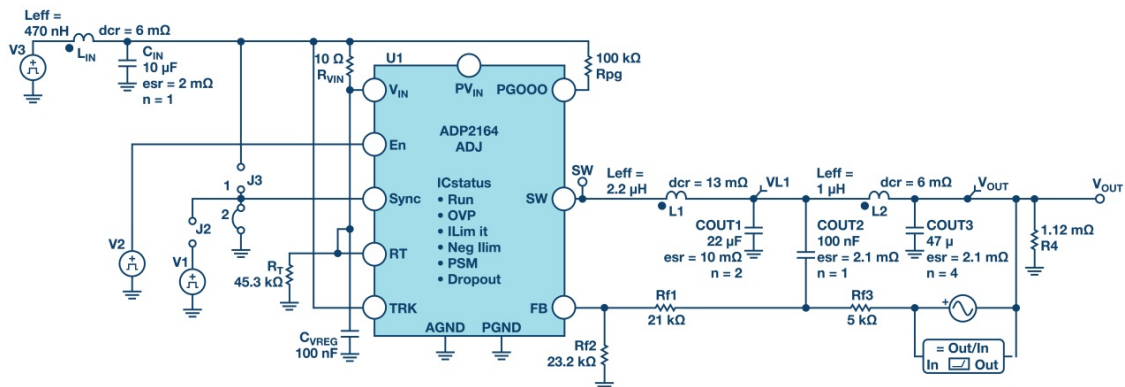 Leff =
470 nH
dcr = 6 mΩ
V3
LIN
CIN
10 µF
esr = 2 mΩ
n = 1
10 Ω
RVIN
U1
100 kΩ
Rpg
VIN
PVIN
PGOOO
ADP2164
ADJ
En
Sync
RT
TRK
ICstatus
• Run
• OVP
• ILim it
• Neg Ilim
• PSM
• Dropout
SW
FB
AGND
PGND
J3
1
2
J2
V2
V1
RT
45.3 kΩ
CVREG
100 nF
SW
Leff =
2.2 µH
dcr = 13 mΩ
L1
VL1
Leff =
1 µH
dcr = 6 mΩ
L2
VOUT
VOUT
COUT1
22 µF
esr = 10 mΩ
n = 2
COUT2
100 nF
esr = 2.1 mΩ
n = 1
COUT3
47 µ
esr = 2.1 mΩ
n = 4
1.12 mΩ
R4
Rf1
21 kΩ
Rf2
23.2 kΩ
Rf3
5 kΩ
+
= Out/In
In
Out